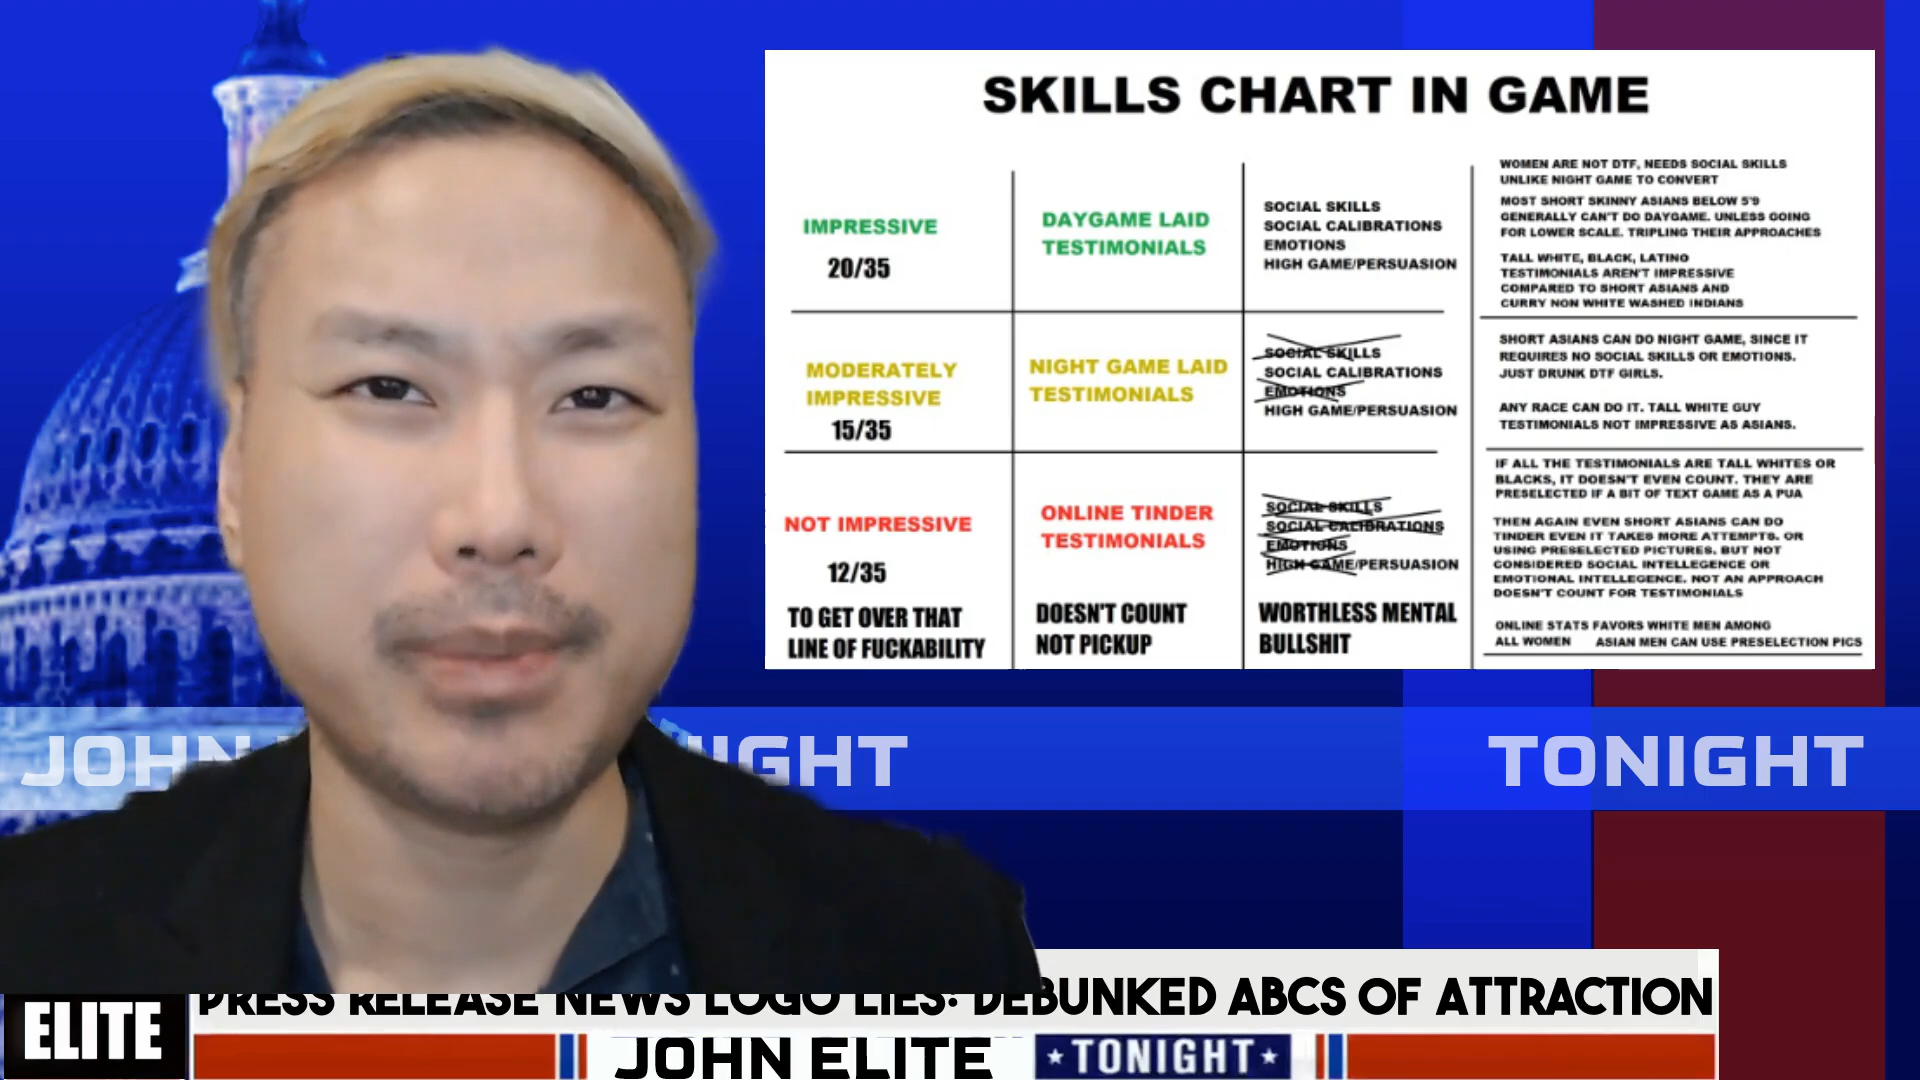 SKILLS CHART IN GAME
IMPRESSIVE
20/35
DAYGAME LAID
TESTIMONIALS
SOCIAL SKILLS
SOCIAL CALIBRATIONS
EMOTIONS
HIGH GAME/PERSUASION
WOMEN ARE NOT DTF, NEEDS SOCIAL SKILLS
UNLIKE NIGHT GAME TO CONVERT
MOST SHORT SKINNY ASIANS BELOW 5'9
GENERALLY CAN'T DO DAYGAME. UNLESS GOING
FOR LOWER SCALE. TRIPLING THEIR APPROACHES
TALL WHITE, BLACK, LATINO
TESTIMONIALS AREN'T IMPRESSIVE
COMPARED TO SHORT ASIANS AND
CURRY NON WHITE WASHED INDIANS
MODERATELY
IMPRESSIVE
15/35
NIGHT GAME LAID
TESTIMONIALS
SOCIAL SKILLS
SOCIAL CALIBRATIONS
EMOTIONS
HIGH GAME/PERSUASION
SHORT ASIANS CAN DO NIGHT GAME, SINCE IT
REQUIRES NO SOCIAL SKILLS OR EMOTIONS.
JUST DRUNK DTF GIRLS.
ANY RACE CAN DO IT. TALL WHITE GUY
TESTIMONIALS NOT IMPRESSIVE AS ASIANS.
NOT IMPRESSIVE
12/35
TO GET OVER THAT
LINE OF FUCKABILITY
ONLINE TINDER
TESTIMONIALS
DOESN'T COUNT
NOT PICKUP
SOCIAL SKILLS
SOCIAL CALIBRATIONS
EMOTIONS
HIGH GAME/PERSUASION
WORTHLESS MENTAL
BULLSHIT
IF ALL THE TESTIMONIALS ARE TALL WHITES OR
BLACKS, IT DOESN'T EVEN COUNT. THEY ARE
PRESELECTED IF A BIT OF TEXT GAME AS A PUA
THEN AGAIN EVEN SHORT ASIANS CAN DO
TINDER EVEN IT TAKES MORE ATTEMPTS. OR
USING PRESELECTED PICTURES. BUT NOT
CONSIDERED SOCIAL INTELLEGENCE OR
EMOTIONAL INTELLEGENCE. NOT AN APPROACH
DOESN'T COUNT FOR TESTIMONIALS
ONLINE STATS FAVORS WHITE MEN AMONG
ALL WOMEN ASIAN MEN CAN USE PRESELECTION PICS
JOHN
IGHT
TONIGHT
PRESS RELEASE NEWS LOGO LIES: DEBUNKED ABCS OF ATTRACTION
ELITE
JOHN ELITE
TONIGHT